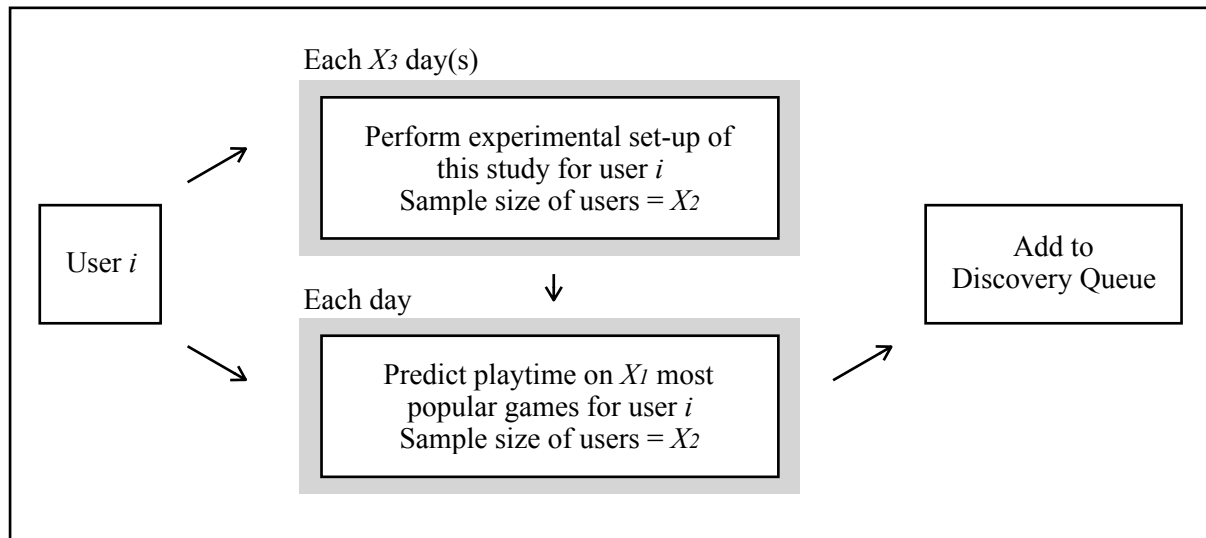 Each X3 day(s)
Perform experimental set-up of
this study for user i
Sample size of users = X2
User i
Add to
Discovery Queue
Each day
Predict playtime on X1 most
popular games for user i
Sample size of users = X2